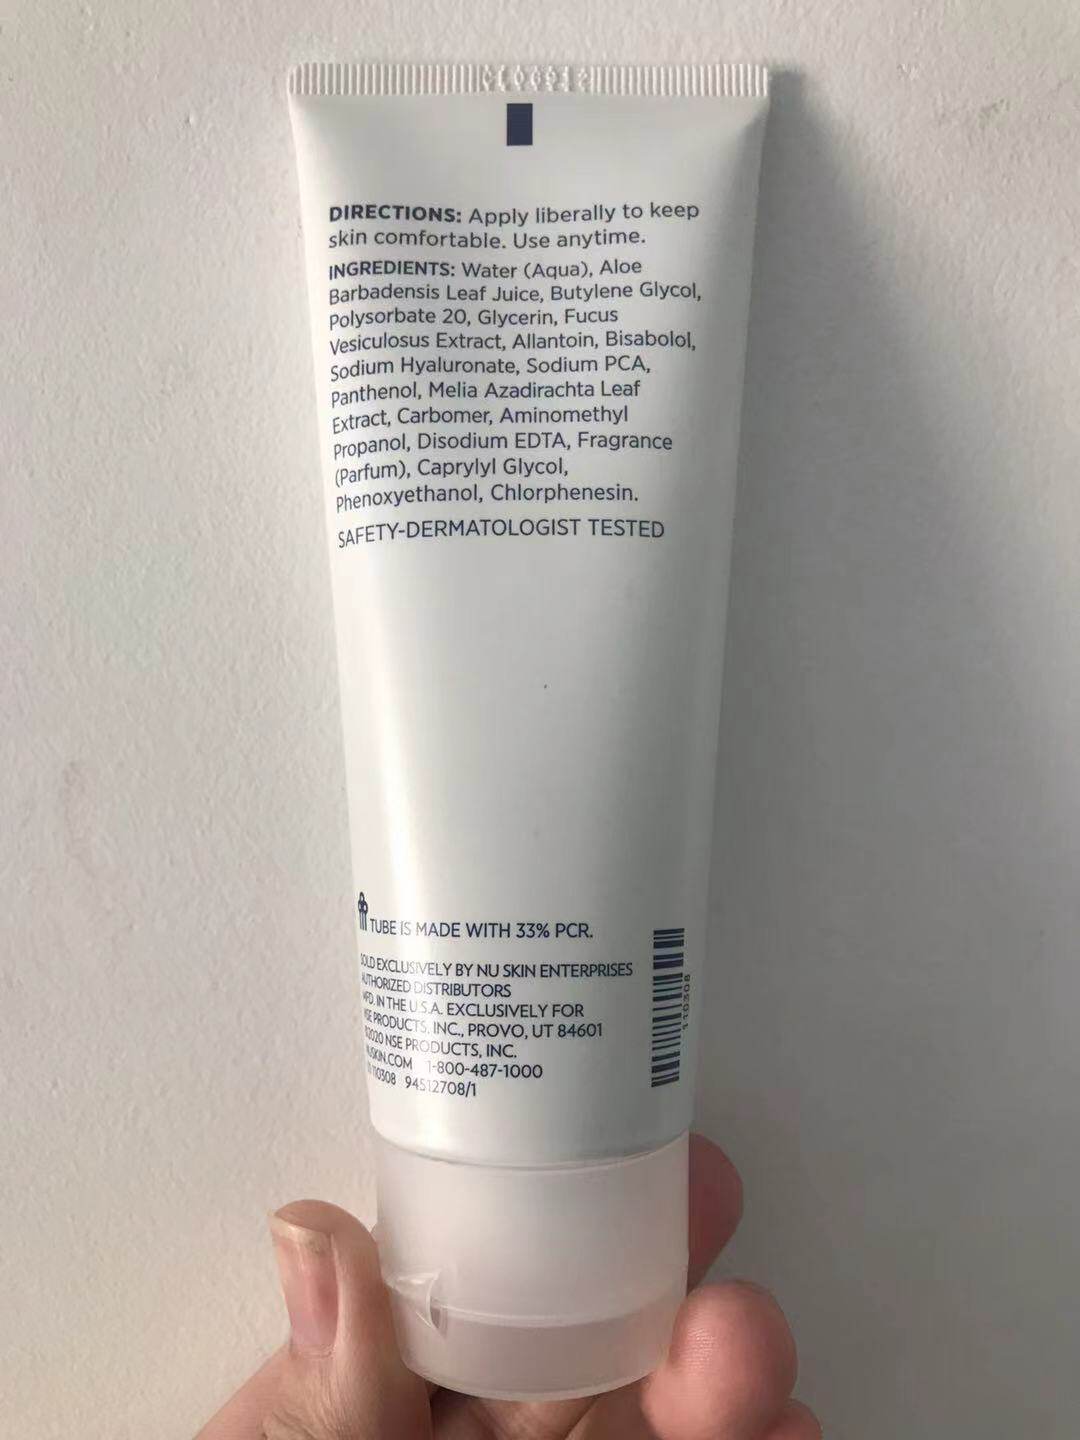 DIRECTIONS: Apply liberally to keep
skin comfortable. Use anytime.
INGREDIENTS: Water (Aqua), Aloe
Barbadensis Leaf Juice, Butylene Glycol,
Polysorbate 20, Glycerin, Fucus
Vesiculosus Extract, Allantoin, Bisabolol,
Sodium Hyaluronate, Sodium PCA,
Panthenol, Melia Azadirachta Leaf
Extract, Carbomer, Aminomethyl
Propanol, Disodium EDTA, Fragrance
(Parfum), Caprylyl Glycol,
Phenoxyethanol, Chlorphenesin.
SAFETY-DERMATOLOGIST TESTED
TUBE IS MADE WITH 33% PCR.
SOLD EXCLUSIVELY BY NU SKIN ENTERPRISES
AUTHORIZED DISTRIBUTORS
MFD. IN THE U.S.A. EXCLUSIVELY FOR
NSE PRODUCTS, INC., PROVO, UT 84601
©2020 NSE PRODUCTS, INC.
NUSKIN.COM 1-800-487-1000
110308 94512708/1
110308